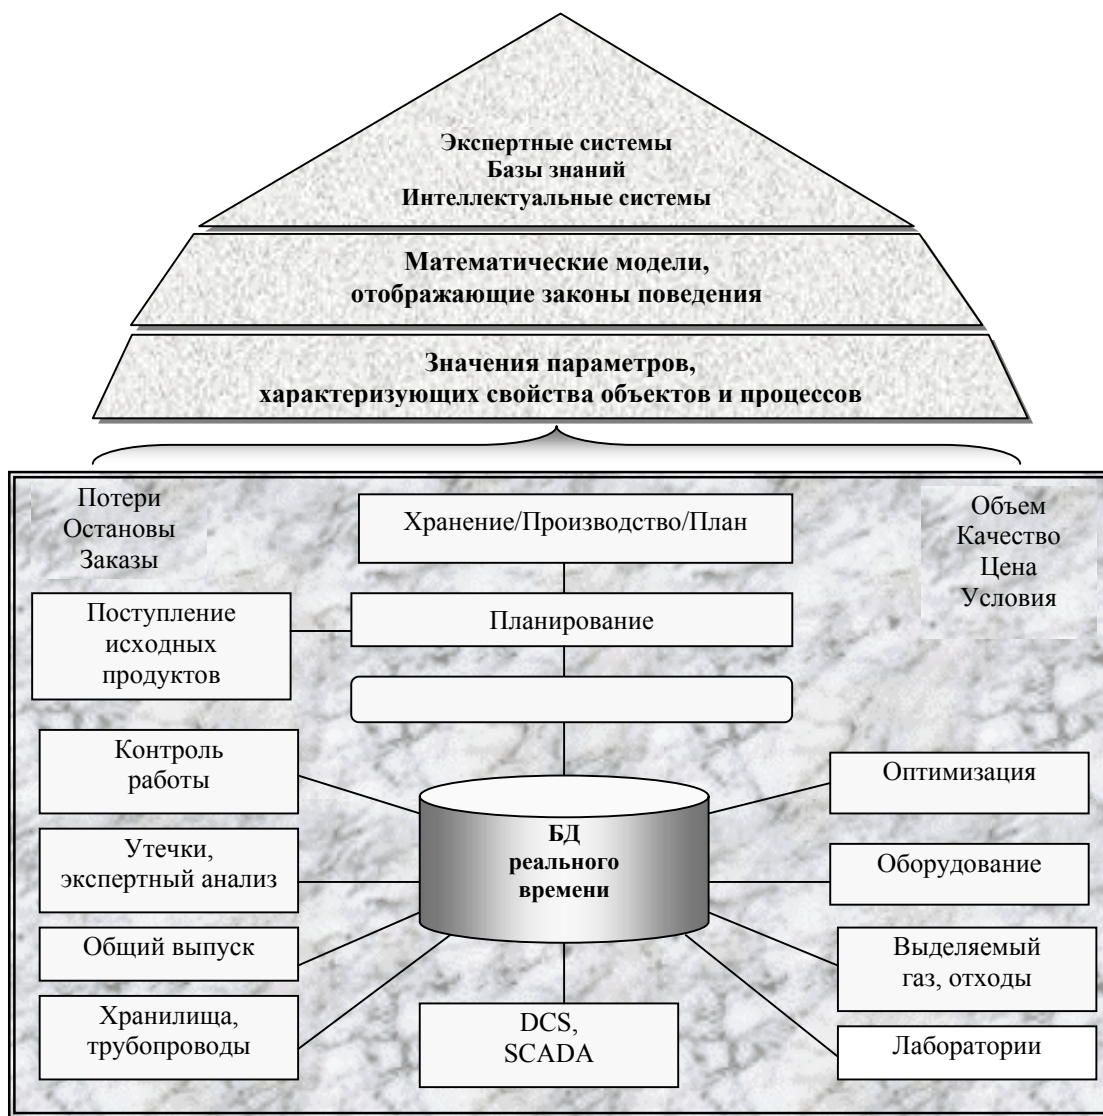 Экспертные системы
Базы знаний
Интеллектуальные системы
Математические модели,
отображающие законы поведения
Значения параметров,
характеризующих свойства объектов и процессов
Потери
Остановы
Заказы
Хранение/Производство/План
Объем
Качество
Цена
Условия
Поступление
исходных
продуктов
Планирование
Контроль
работы
Утечки,
экспертный анализ
Общий выпуск
Хранилища,
трубопроводы
БД
реального
времени
DCS,
SCADA
Оптимизация
Оборудование
Выделяемый
газ, отходы
Лаборатории